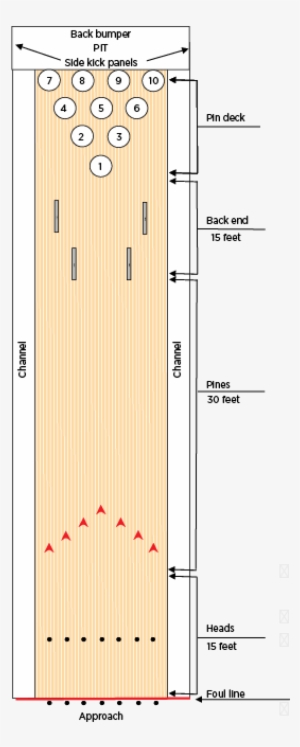 Back bumper
PIT
Side kick panels
7 8 9 10
4 5 6
2 3
1
Pin deck
Back end
15 feet
Channel
Channel
Pines
30 feet
Heads
15 feet
Foul line
Approach